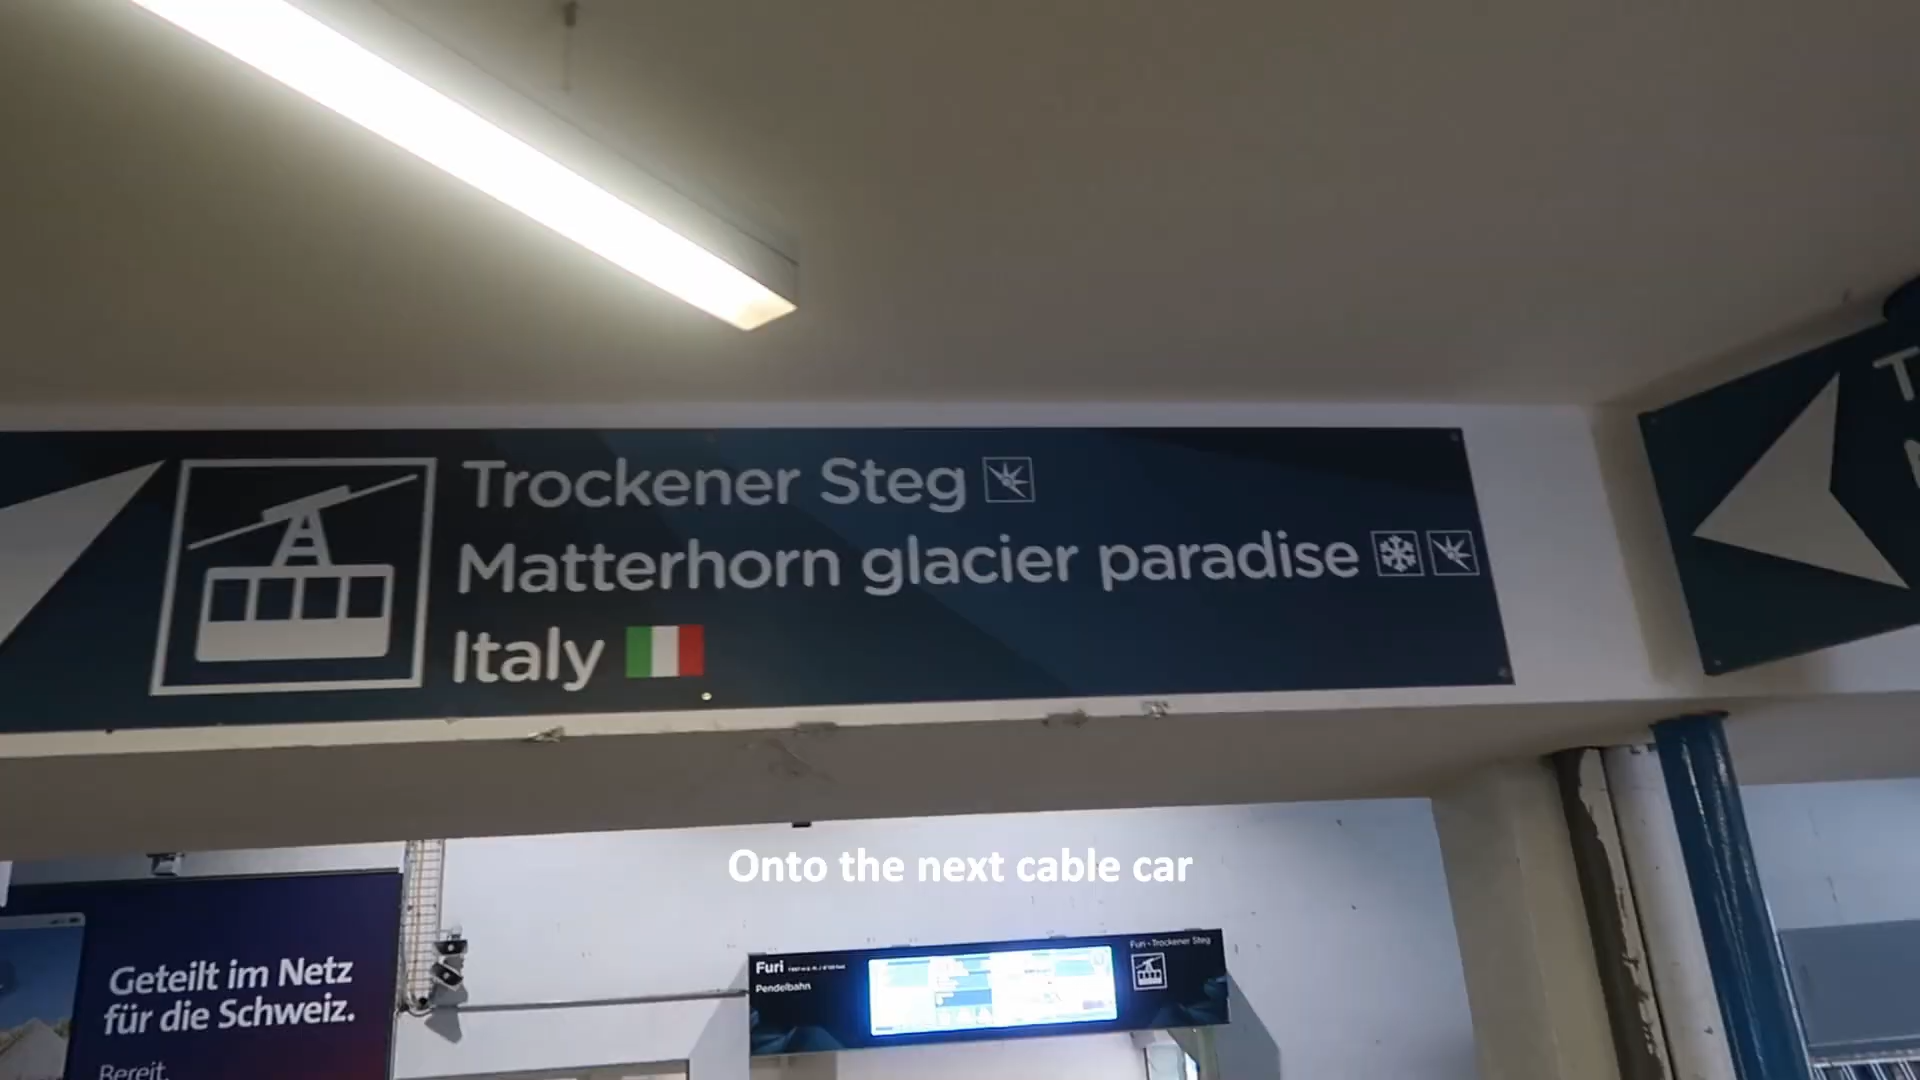 Trockener Steg
Matterhorn glacier paradise
Italy
T
Onto the next cable car
Geteilt im Netz
für die Schweiz.
Bereit.
Furi
Pendelbahn
Furi - Trockener Steg